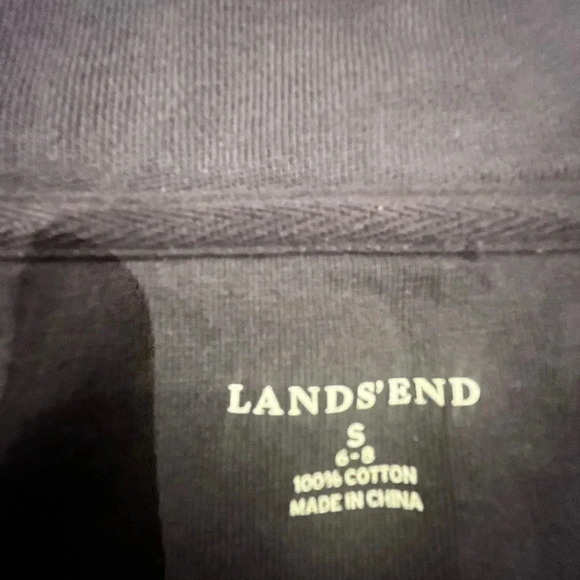 LANDS'END
S
6-8
100% COTTON
MADE IN CHINA